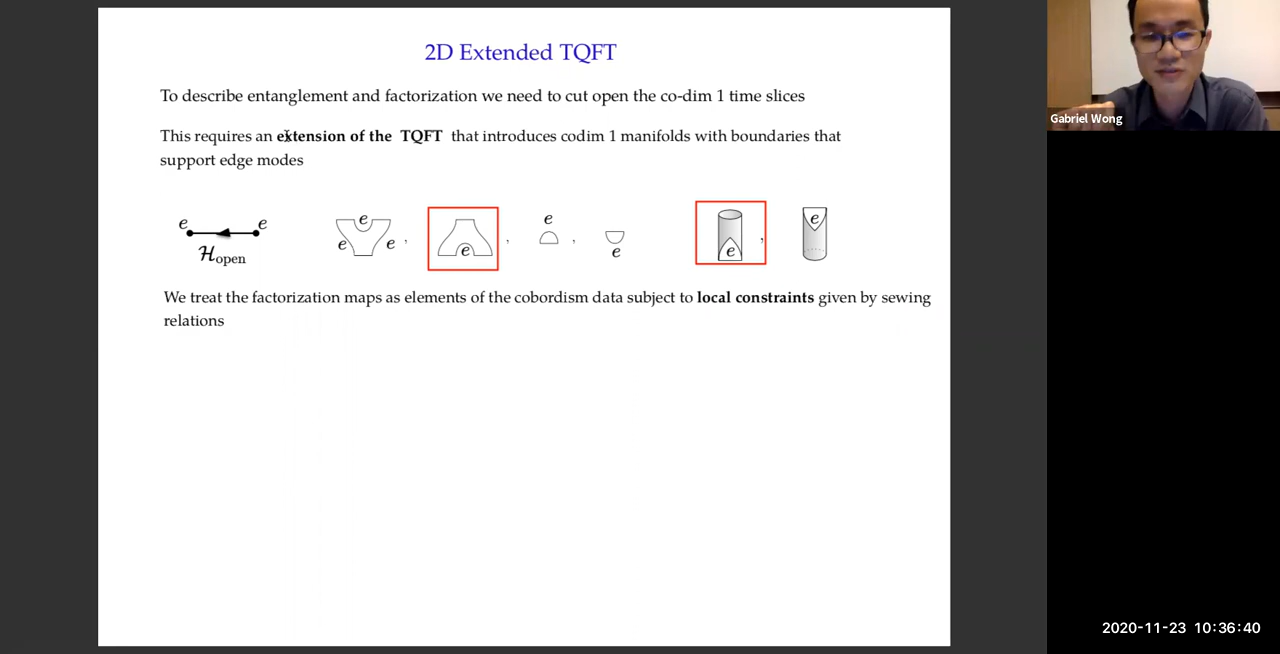 2D Extended TQFT
To describe entanglement and factorization we need to cut open the co-dim 1 time slices
This requires an extension of the TQFT that introduces codim 1 manifolds with boundaries that
support edge modes
e e e e e , , e , e e , e
H open
We treat the factorization maps as elements of the cobordism data subject to local constraints given by sewing
relations
Gabriel Wong
2020-11-23 10:36:40